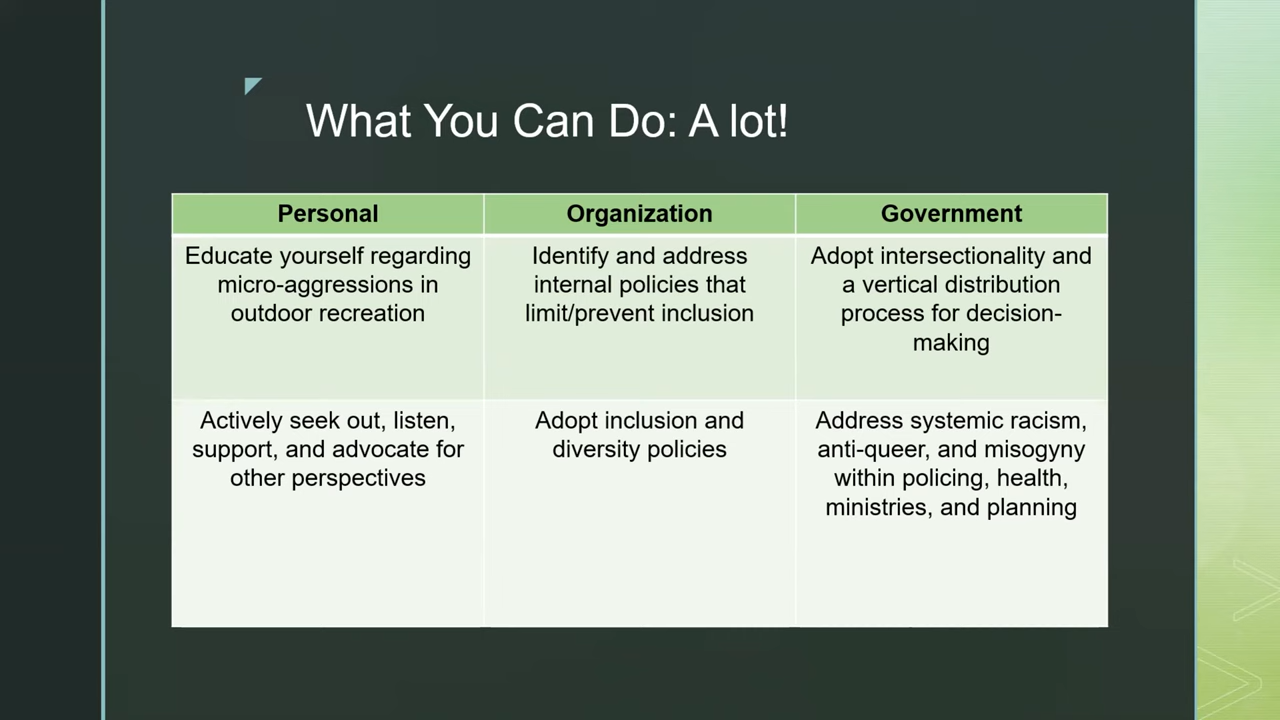 What You Can Do: A lot!
Personal
Organization
Government
Educate yourself regarding
micro-aggressions in
outdoor recreation
Identify and address
internal policies that
limit/prevent inclusion
Adopt intersectionality and
a vertical distribution
process for decision-
making
Actively seek out, listen,
support, and advocate for
other perspectives
Adopt inclusion and
diversity policies
Address systemic racism,
anti-queer, and misogyny
within policing, health,
ministries, and planning